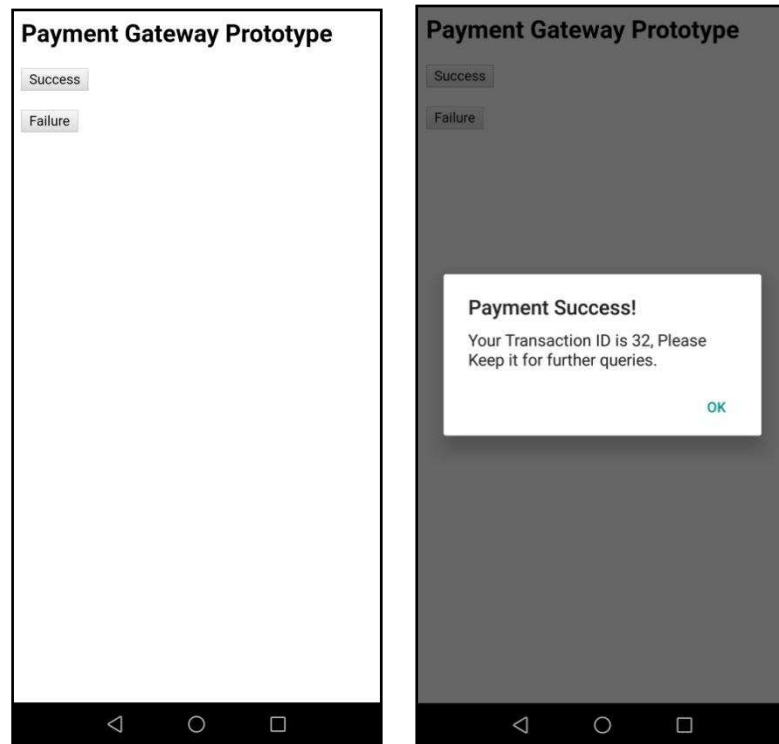 Payment Gateway Prototype
Success
Failure
Payment Gateway Prototype
Success
Failure
Payment Success!
Your Transaction ID is 32, Please
Keep it for further queries.
OK